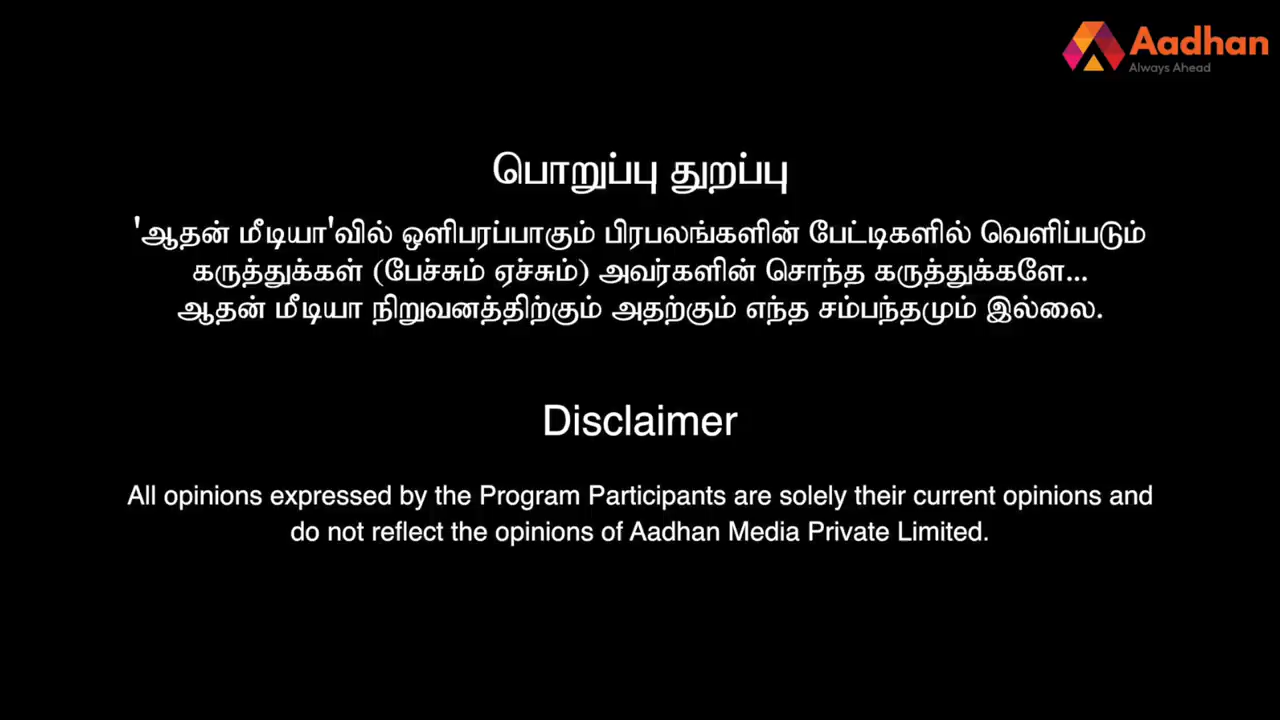 Aadhan
Always Ahead
பொறுப்பு துறப்பு
'ஆதன் மீடியா'வில் ஒளிபரப்பாகும் பிரபலங்களின் பேட்டிகளில் வெளிப்படும்
கருத்துக்கள் (பேச்சும் ஏச்சும்) அவர்களின் சொந்த கருத்துக்களே...
ஆதன் மீடியா நிறுவனத்திற்கும் அதற்கும் எந்த சம்பந்தமும் இல்லை.
Disclaimer
All opinions expressed by the Program Participants are solely their current opinions and
do not reflect the opinions of Aadhan Media Private Limited.